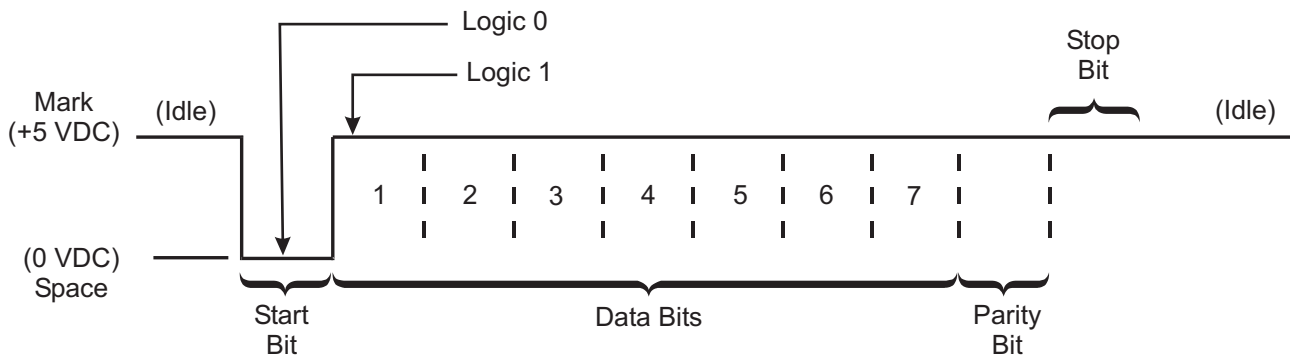 Logic 0
Logic 1
Stop
Bit
Mark
(+5 VDC)
(Idle)
(Idle)
1 2 3 4 5 6 7
(0 VDC)
Space
Start
Bit
Data Bits
Parity
Bit